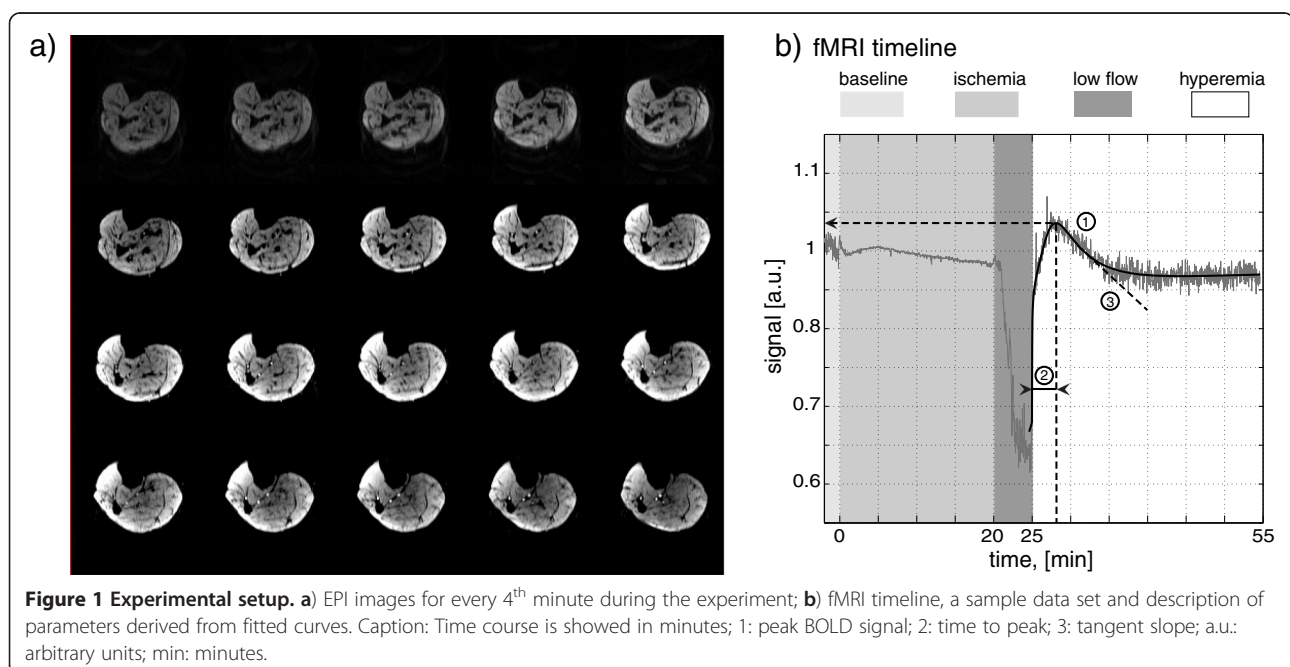 a)
b) fMRI timeline
baseline ischemia low flow hyperemia
1.1
1
0.9
0.8
0.7
0.6
signal [a.u.]
1
2
3
0 20 25 55
time, [min]
Figure 1 Experimental setup. a) EPI images for every 4th minute during the experiment; b) fMRI timeline, a sample data set and description of
parameters derived from fitted curves. Caption: Time course is showed in minutes; 1: peak BOLD signal; 2: time to peak; 3: tangent slope; a.u.:
arbitrary units; min: minutes.